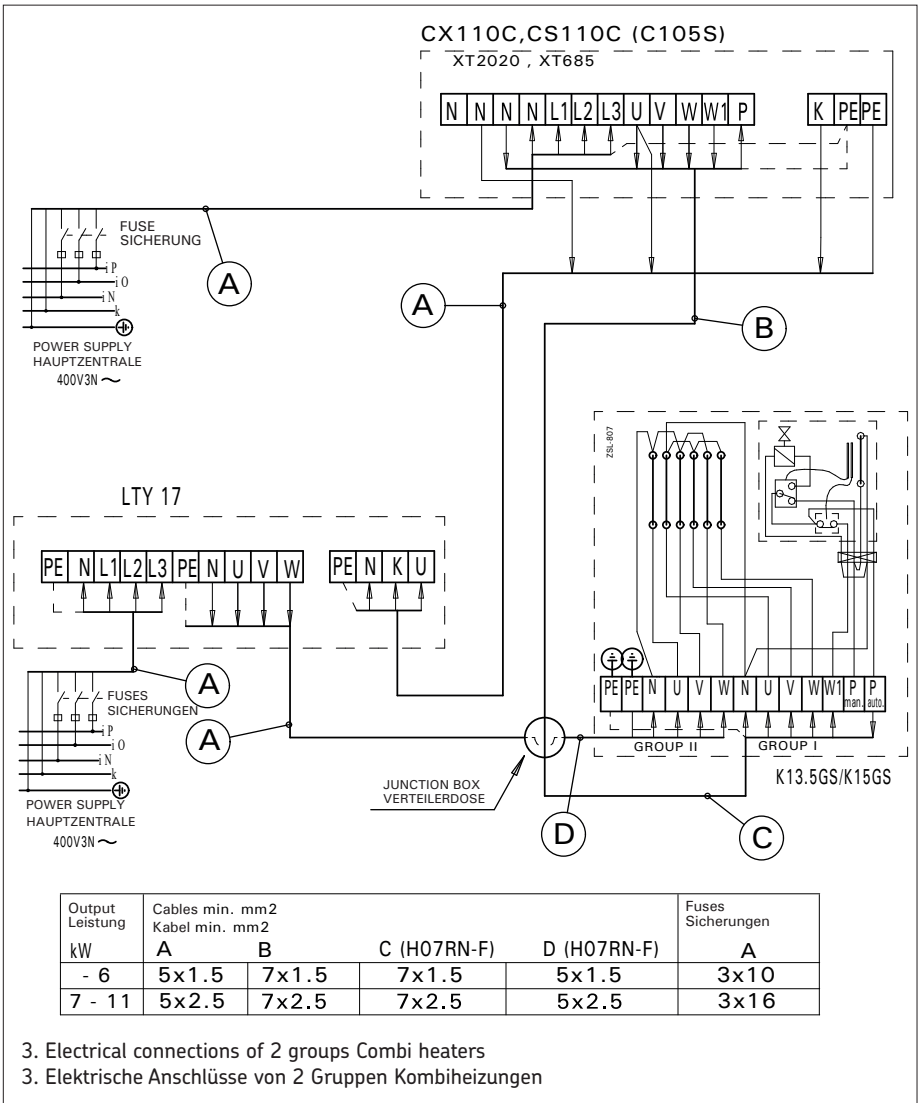 CX110C,CS110C (C105S)
XT2020 , XT685
N N N N L1 L2 L3 U V W W1 P K PE PE
FUSE
SICHERUNG
i P
i O
i N
k
POWER SUPPLY
HAUPTZENTRALE
400V3N ~
A
A
B
ZSL-807
LTY 17
PE N L1 L2 L3 PE N U V W PE N K U
A
FUSES
SICHERUNGEN
i P
i O
i N
k
POWER SUPPLY
HAUPTZENTRALE
400V3N ~
A
PE PE N U V W N U V W W1 P man. P auto.
GROUP II GROUP I
K13.5GS/K15GS
JUNCTION BOX
VERTEILERDOSE
D
C
Output Cables min. mm2 Fuses
Leistung Kabel min. mm2 Sicherungen
kW A B C (H07RN-F) D (H07RN-F) A
- 6 5x1.5 7x1.5 7x1.5 5x1.5 3x10
7 - 11 5x2.5 7x2.5 7x2.5 5x2.5 3x16
3. Electrical connections of 2 groups Combi heaters
3. Elektrische Anschlüsse von 2 Gruppen Kombiheizungen